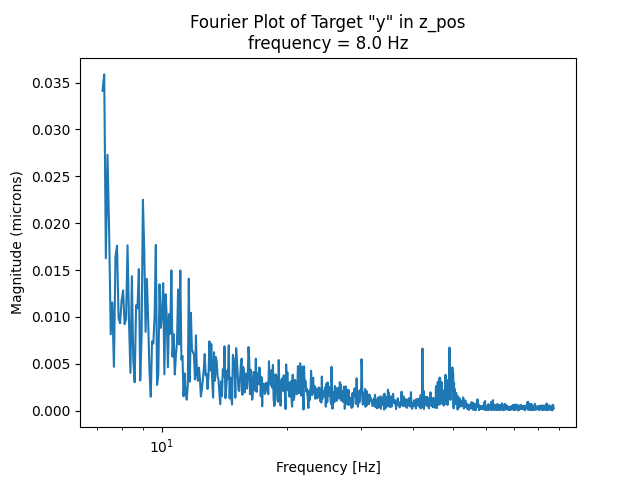 Fourier Plot of Target "y" in z_pos
frequency = 8.0 Hz
Magnitude (microns)
0.035
0.030
0.025
0.020
0.015
0.010
0.005
0.000
10¹
Frequency [Hz]